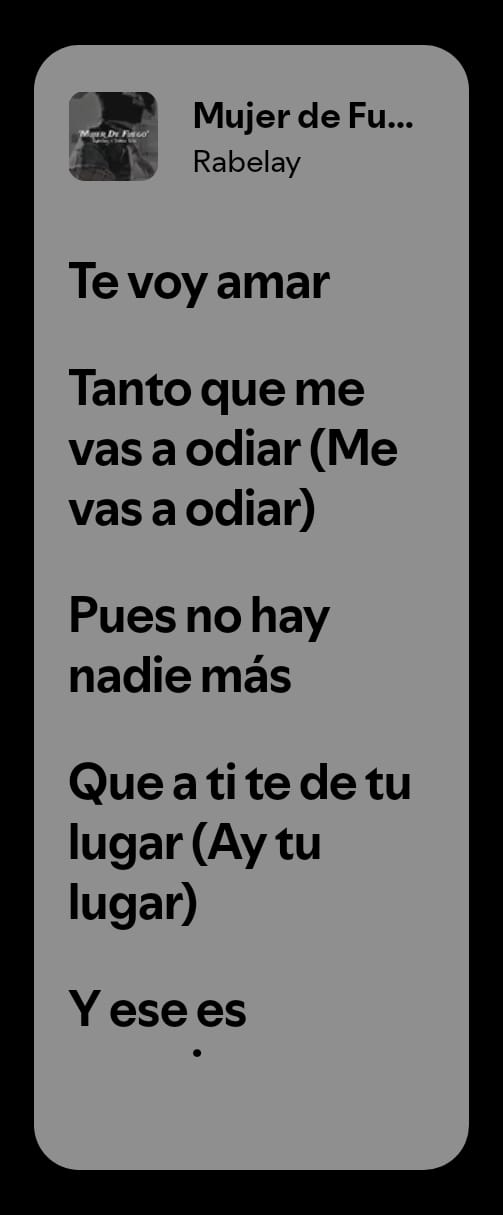 "MUJER DE FUEGO"
Mujer de Fu...
Rabelay
Te voy amar
Tanto que me
vas a odiar (Me
vas a odiar)
Pues no hay
nadie más
Que a ti te de tu
lugar (Ay tu
lugar)
Y ese es
.